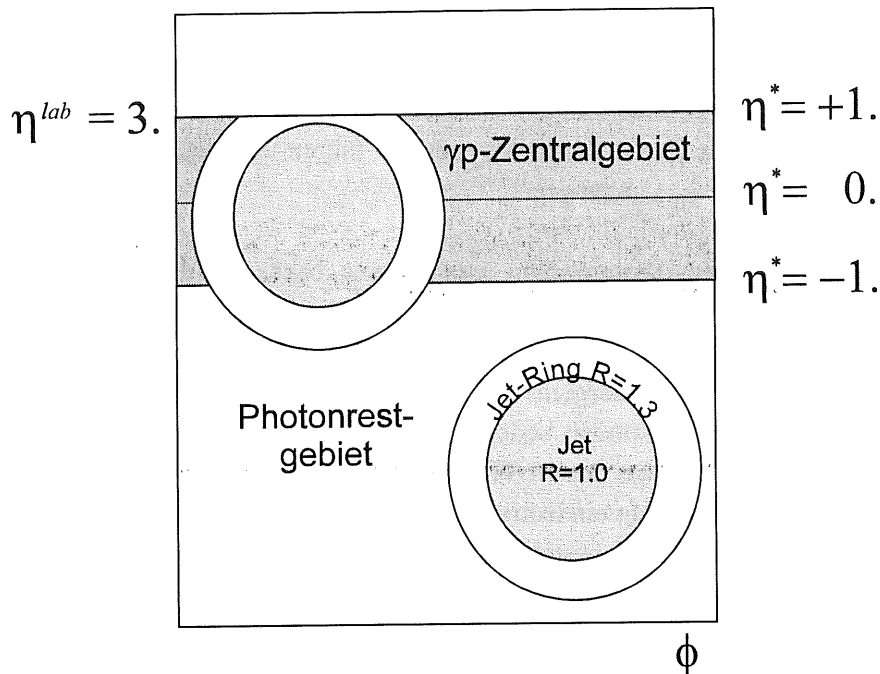 η^lab = 3.
η* = +1.
γp-Zentralgebiet
η* = 0.
η* = −1.
Jet-Ring R=1.3
Photonrest-
gebiet
Jet
R=1.0
ϕ